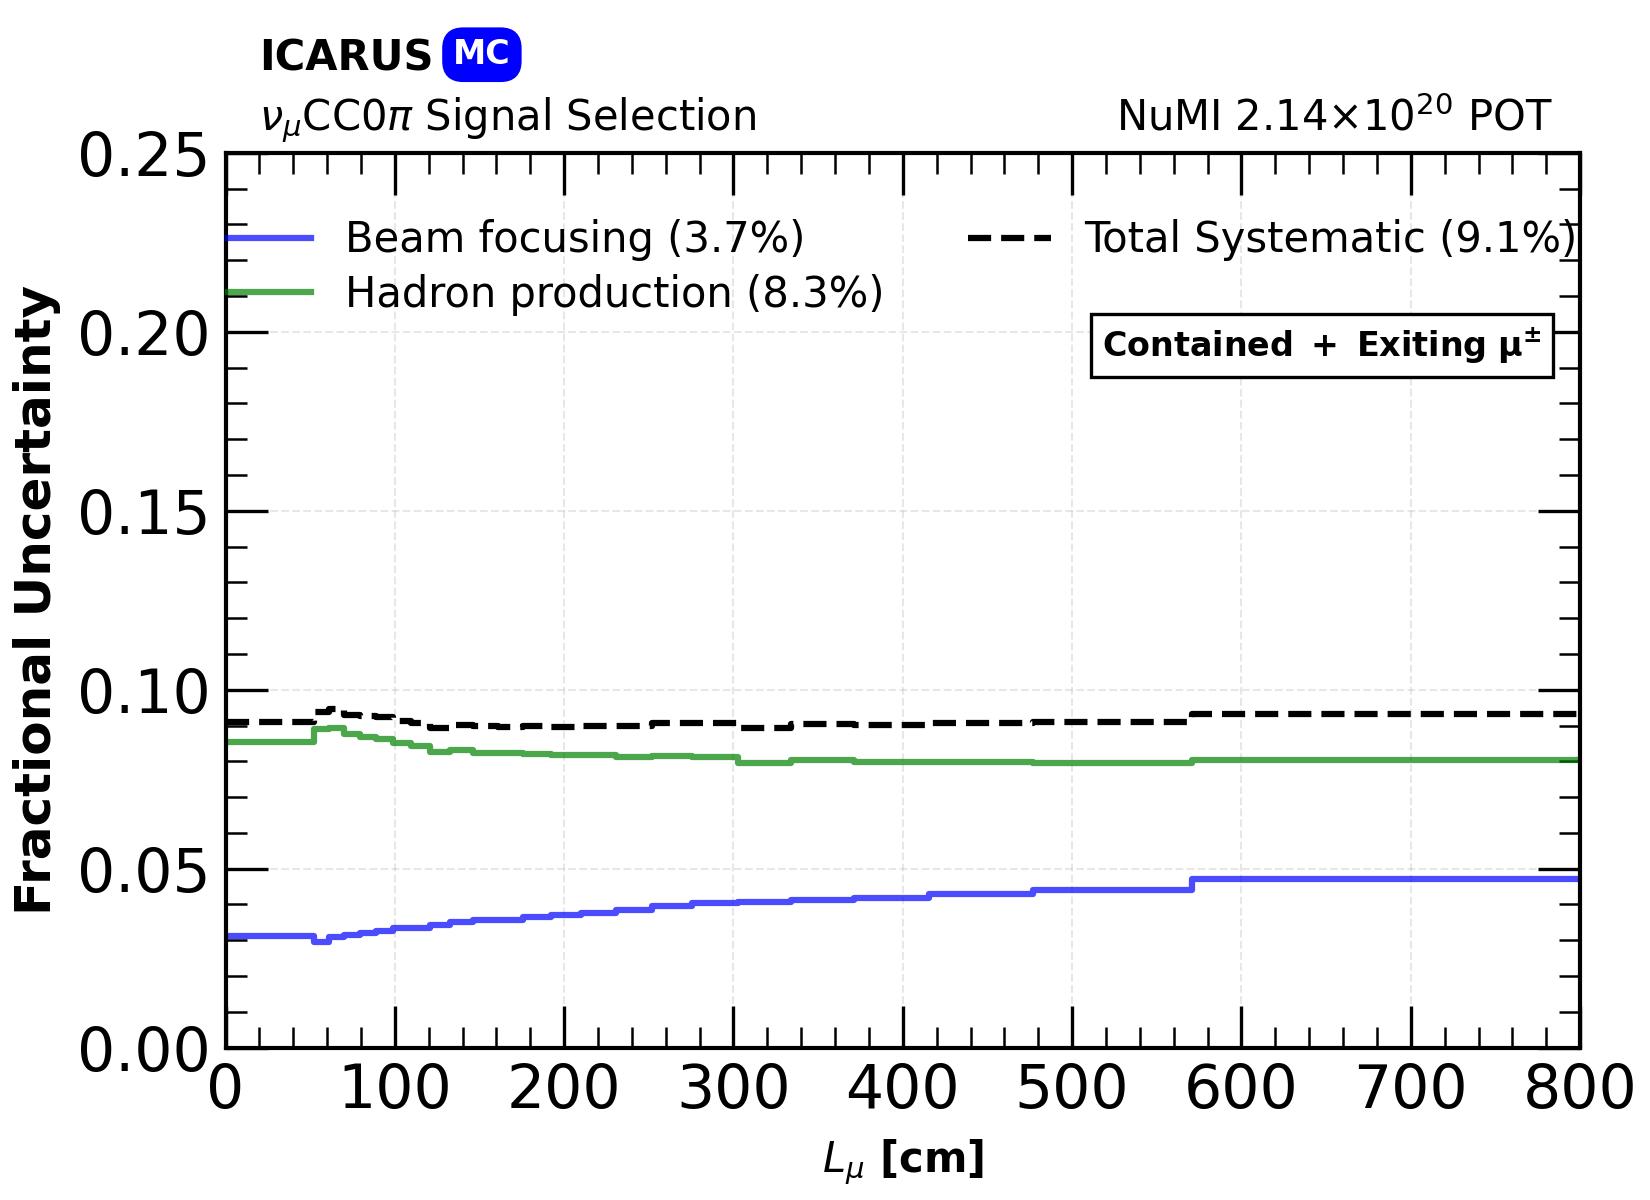 ICARUS MC
νμCC0π Signal Selection
NuMI 2.14×10²⁰ POT
0.25
0.20
0.15
0.10
0.05
0.00
Fractional Uncertainty
Beam focusing (3.7%)
Hadron production (8.3%)
Total Systematic (9.1%)
Contained + Exiting μ±
0 100 200 300 400 500 600 700 800
Lμ [cm]